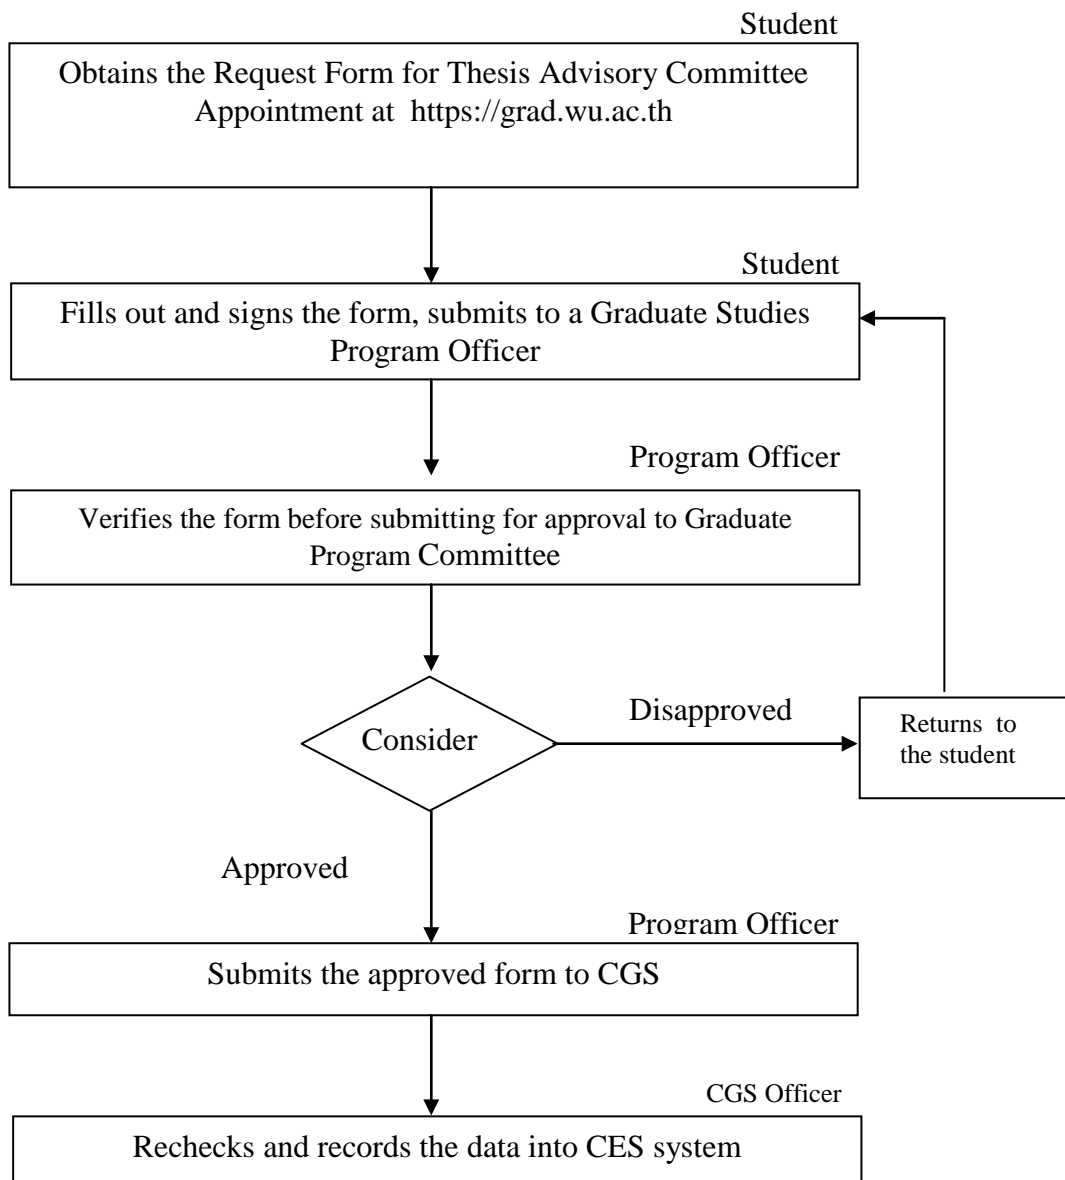 Student
Obtains the Request Form for Thesis Advisory Committee
Appointment at https://grad.wu.ac.th
Student
Fills out and signs the form, submits to a Graduate Studies
Program Officer
Program Officer
Verifies the form before submitting for approval to Graduate
Program Committee
Consider
Disapproved
Returns to
the student
Approved
Program Officer
Submits the approved form to CGS
CGS Officer
Rechecks and records the data into CES system